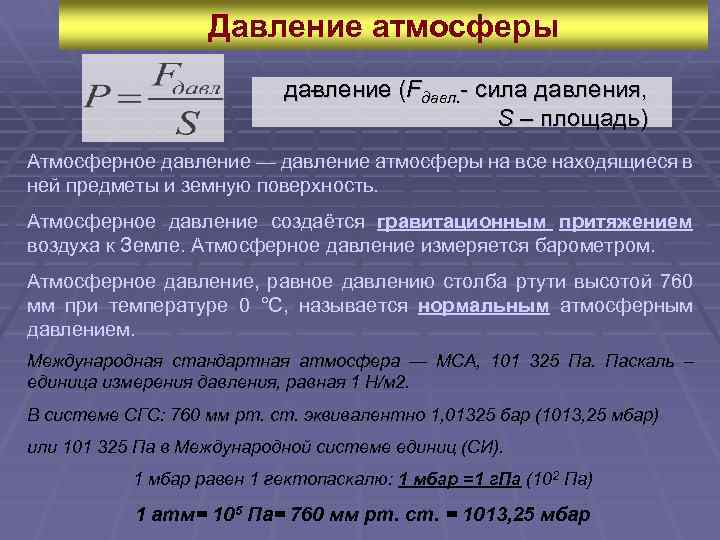 Давление атмосферы
P = Fдавл / S
давление (Fдавл. - сила давления,
S – площадь)
Атмосферное давление — давление атмосферы на все находящиеся в
ней предметы и земную поверхность.
Атмосферное давление создаётся гравитационным притяжением
воздуха к Земле. Атмосферное давление измеряется барометром.
Атмосферное давление, равное давлению столба ртути высотой 760
мм при температуре 0 °C, называется нормальным атмосферным
давлением.
Международная стандартная атмосфера — МСА, 101 325 Па. Паскаль –
единица измерения давления, равная 1 Н/м2.
В системе СГС: 760 мм рт. ст. эквивалентно 1, 01325 бар (1013, 25 мбар)
или 101 325 Па в Международной системе единиц (СИ).
1 мбар равен 1 гектопаскалю: 1 мбар =1 г.Па (10² Па)
1 атм= 10⁵ Па= 760 мм рт. ст. = 1013, 25 мбар